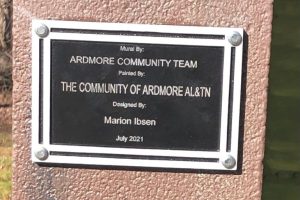 Mural By:
ARDMORE COMMUNITY TEAM
Painted By:
THE COMMUNITY OF ARDMORE AL&TN
Designed By:
Marion Ibsen
July 2021